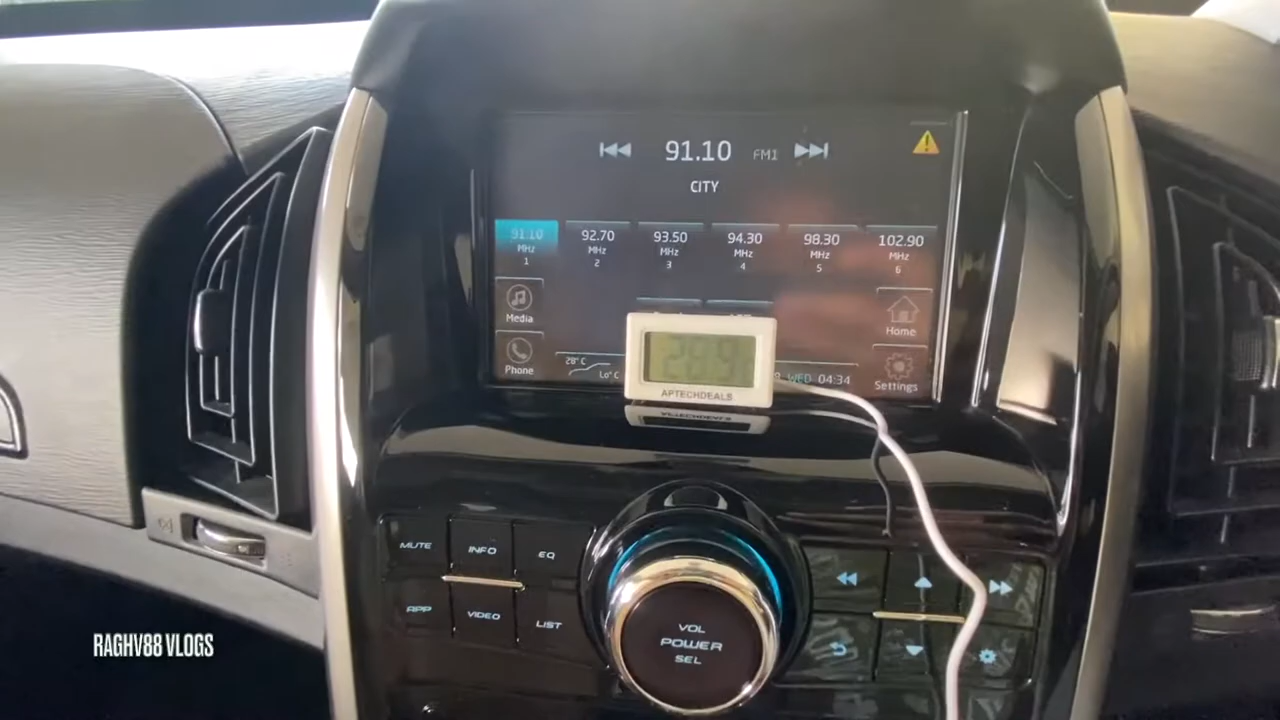 91.10 FM1
CITY
91.10 92.70 93.50 94.30 98.30 102.90
MHz MHz MHz MHz MHz MHz
1 2 3 4 5 6
Media
Home
Phone
Settings
28°C
Lo°C
WED 04:34
28.9
APTECHDEALS
MUTE INFO EQ
APP VIDEO LIST
VOL
POWER
SEL
RAGHV88 VLOGS